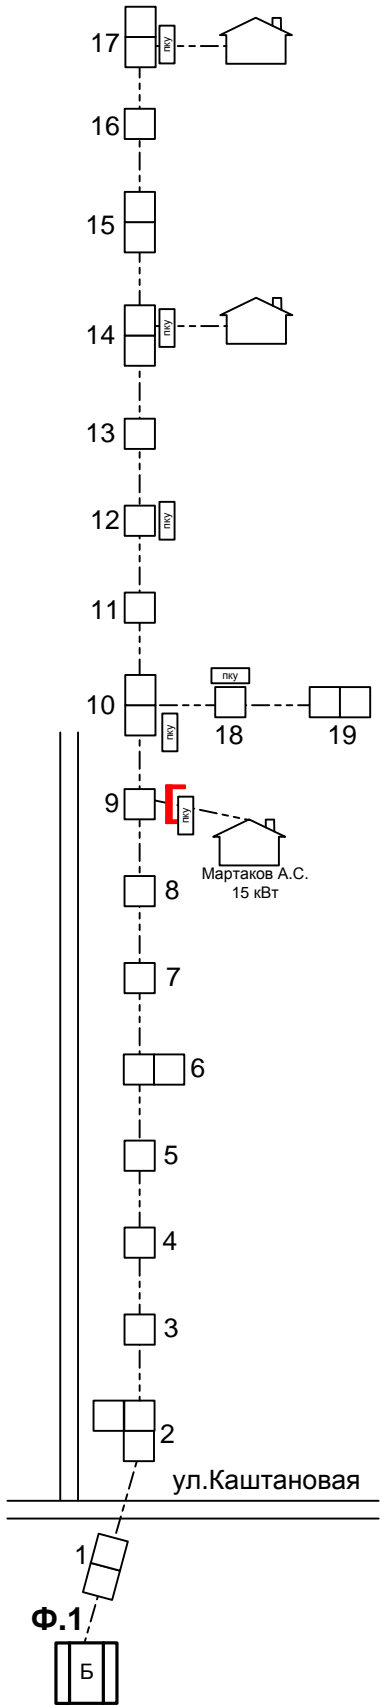 17 пку
16
15
14 пку
13
12 пку
11
пку
10
18 19
пку
9
пку
Мартаков А.С.
15 кВт
8
7
6
5
4
3
2
ул.Каштановая
1
Ф.1
Б